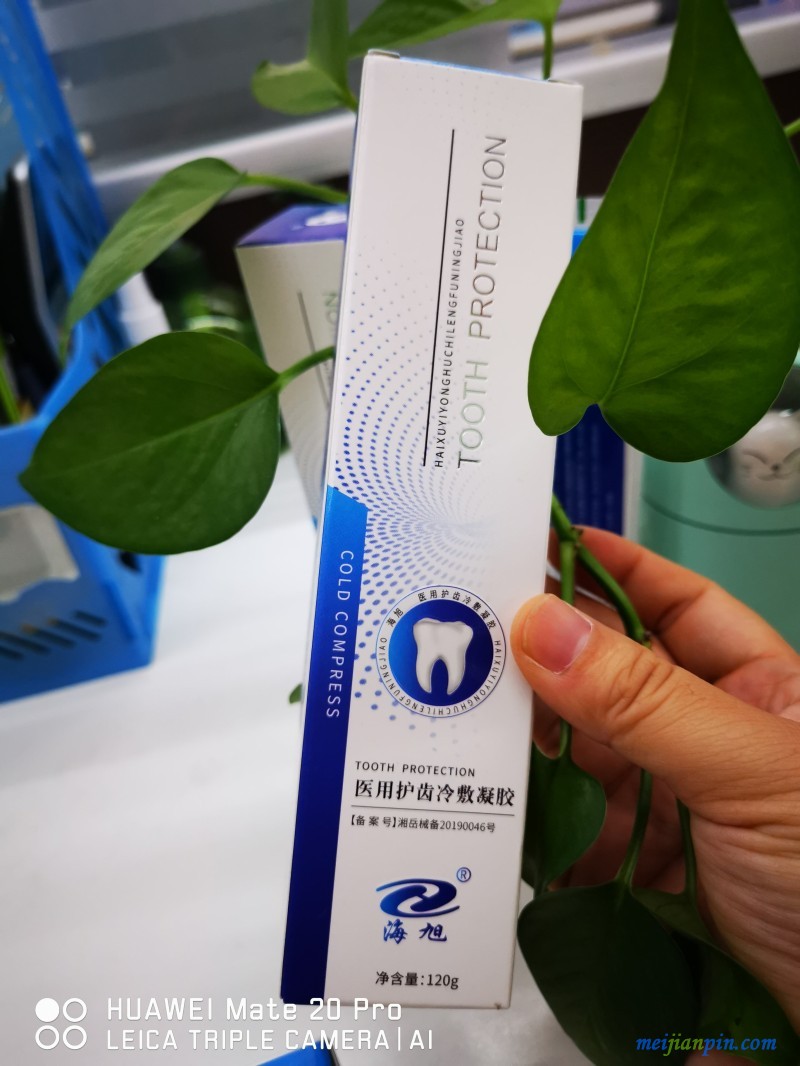 HAIXUYIYONGHUCHILENGFUNINGJIAO
TOOTH PROTECTION
COLD COMPRESS
海旭 医用护齿冷敷凝胶
HAIXUYIYONGHUCHILENGFUNINGJIAO
TOOTH PROTECTION
医用护齿冷敷凝胶
【备案号】湘岳械备20190046号
®
海旭
净含量:120g
HUAWEI Mate 20 Pro
LEICA TRIPLE CAMERA|AI
meijianpin.com